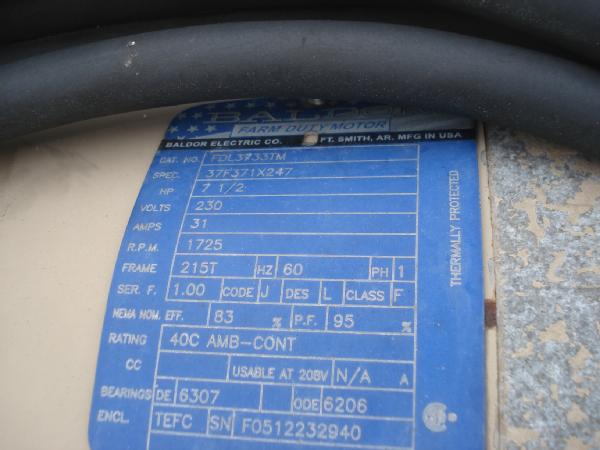 FARM DUTY MOTOR
BALDOR ELECTRIC CO. FT. SMITH, AR. MFG IN USA
CAT. NO. FDL3733TM
SPEC. 37F371X247
HP 7 1/2
VOLTS 230
AMPS 31
R.P.M. 1725
FRAME 215T HZ 60 PH 1
SER. F. 1.00 CODE J DES L CLASS F
NEMA NOM. EFF. 83 % P.F. 95 %
RATING 40C AMB-CONT
CC USABLE AT 208V N/A A
BEARINGS DE 6307 ODE 6206
ENCL. TEFC SN F0512232940
THERMALLY PROTECTED